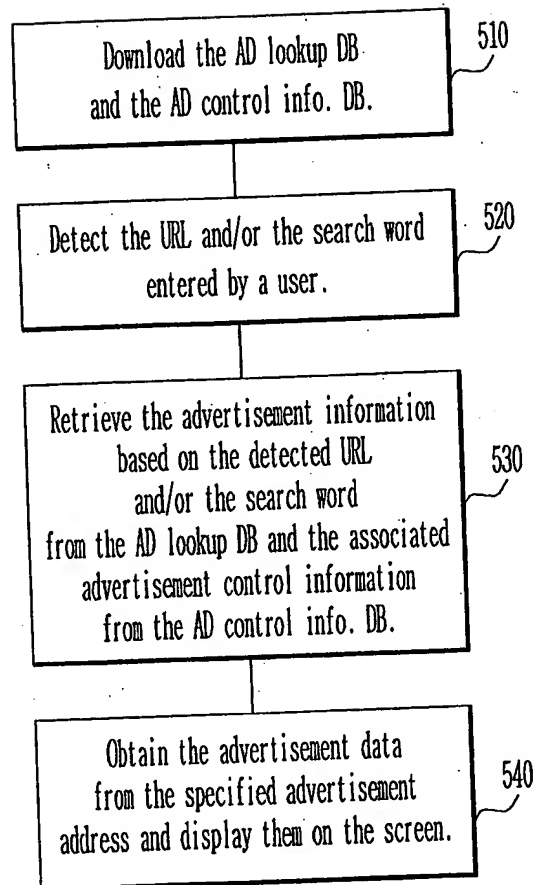 Download the AD lookup DB
and the AD control info. DB.
510
Detect the URL and/or the search word
entered by a user.
520
Retrieve the advertisement information
based on the detected URL
and/or the search word
from the AD lookup DB and the associated
advertisement control information
from the AD control info. DB.
530
Obtain the advertisement data
from the specified advertisement
address and display them on the screen.
540